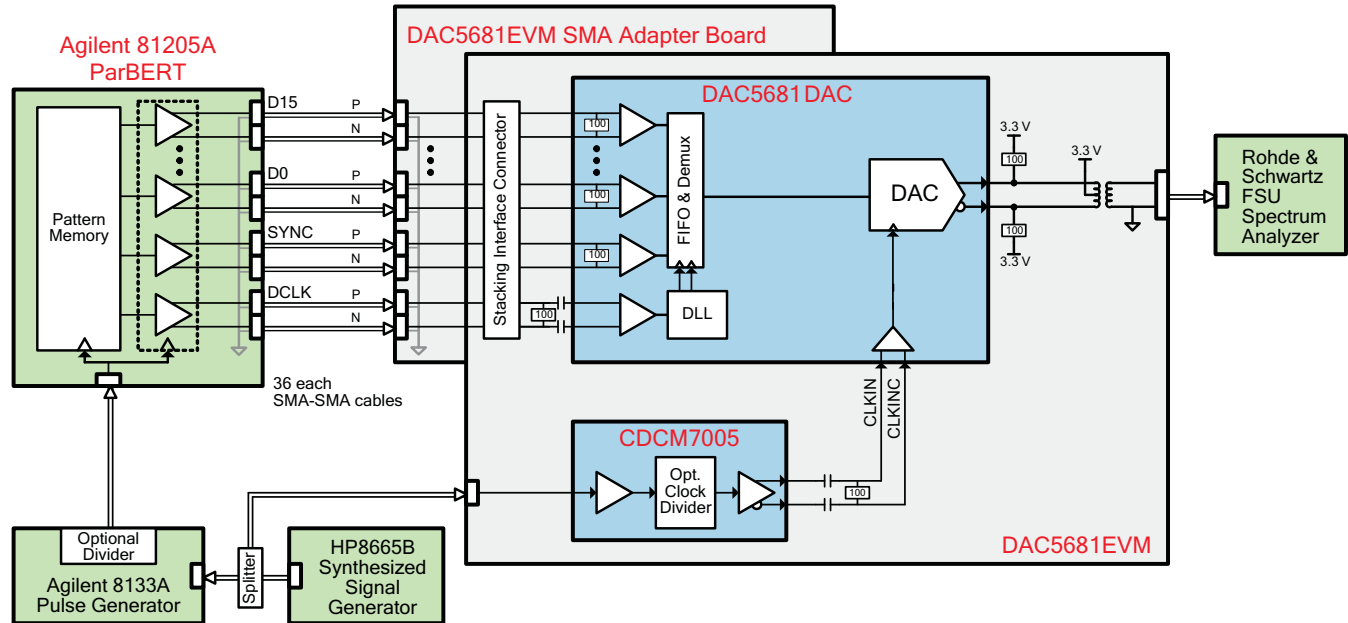 Agilent 81205A
ParBERT
Pattern
Memory
D15
P
N
D0
P
N
SYNC
P
N
DCLK
P
N
36 each
SMA-SMA cables
DAC5681EVM SMA Adapter Board
Stacking Interface Connector
100
DAC5681DAC
100
100
100
FIFO & Demux
DLL
DAC
CLKIN
CLKINC
3.3 V
100
100
3.3 V
3.3 V
Rohde &
Schwartz
FSU
Spectrum
Analyzer
CDCM7005
Opt.
Clock
Divider
100
DAC5681EVM
Optional
Divider
Agilent 8133A
Pulse Generator
Splitter
HP8665B
Synthesized
Signal
Generator